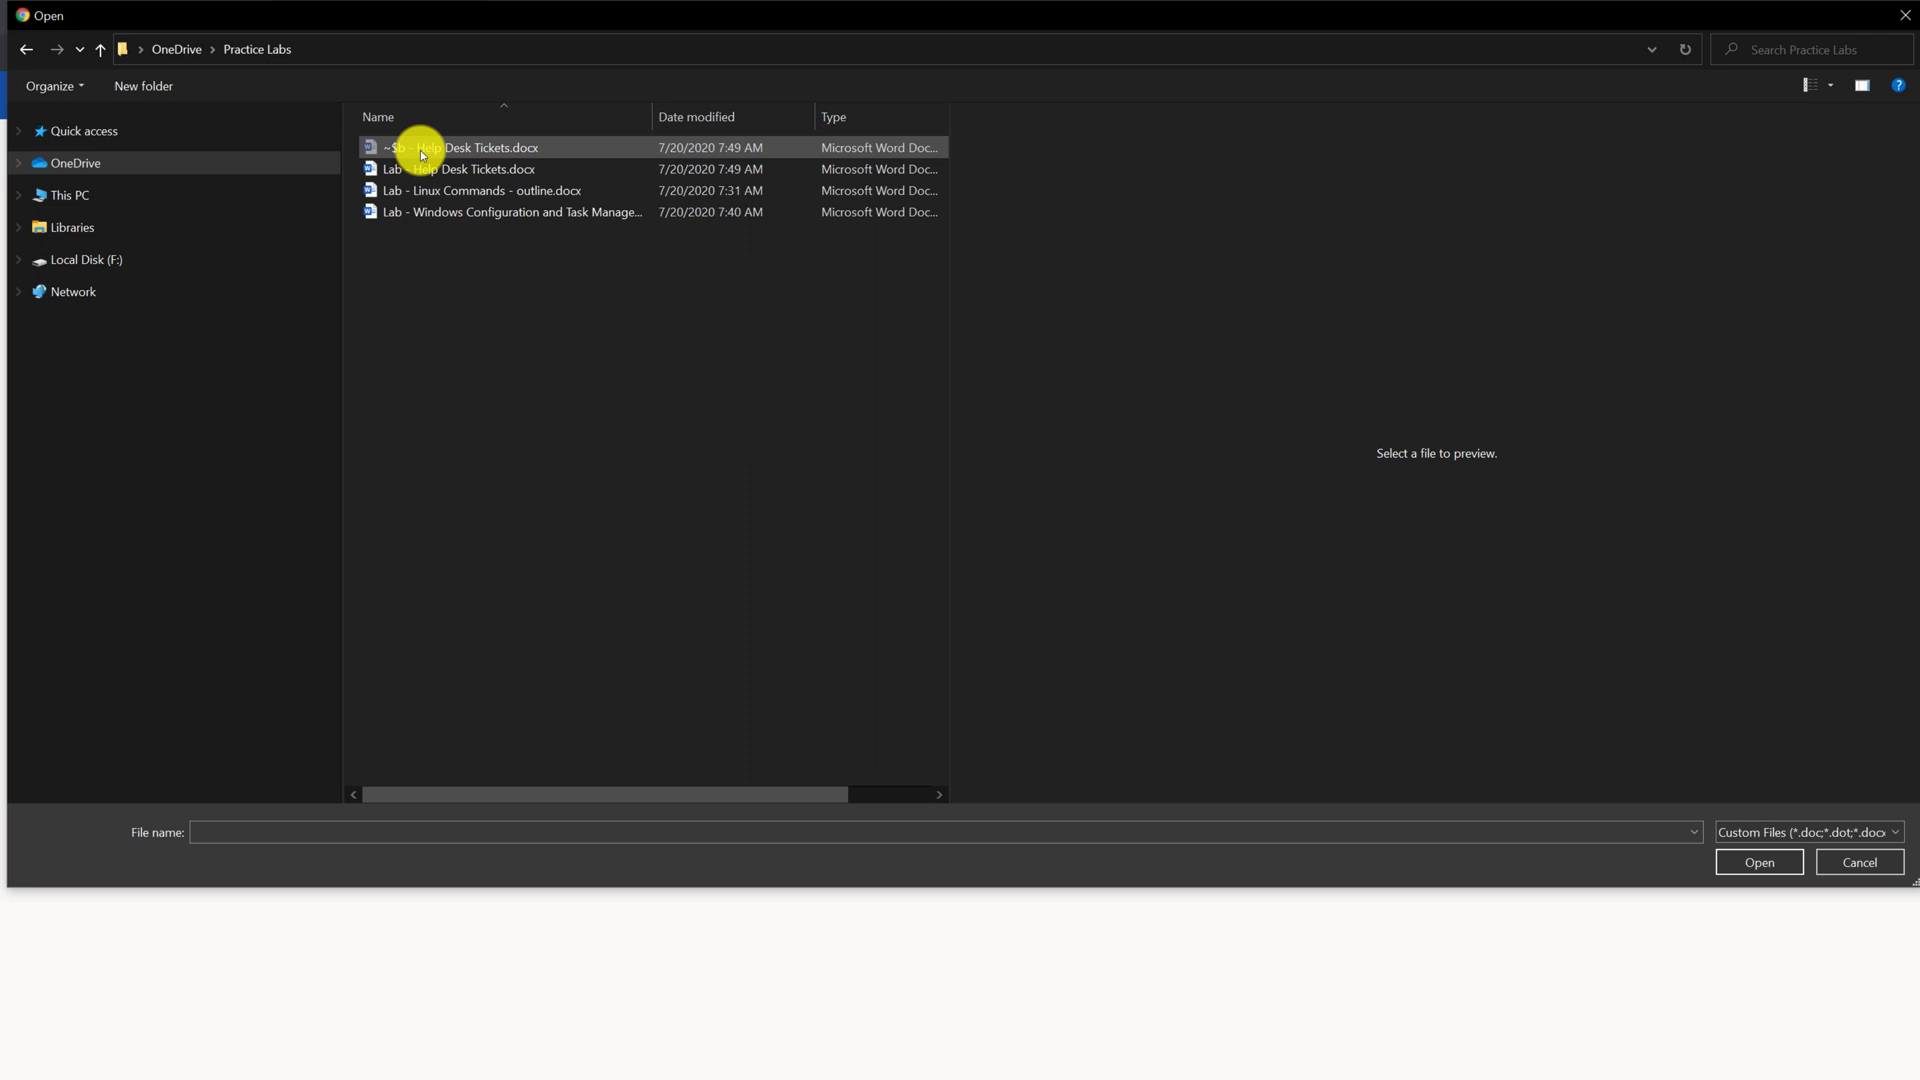 Open
OneDrive Practice Labs
Search Practice Labs
Organize New folder
?
Quick access
OneDrive
This PC
Libraries
Local Disk (F:)
Network
Name Date modified Type
~$b - Help Desk Tickets.docx 7/20/2020 7:49 AM Microsoft Word Doc...
Lab - Help Desk Tickets.docx 7/20/2020 7:49 AM Microsoft Word Doc...
Lab - Linux Commands - outline.docx 7/20/2020 7:31 AM Microsoft Word Doc...
Lab - Windows Configuration and Task Manage... 7/20/2020 7:40 AM Microsoft Word Doc...
Select a file to preview.
File name:
Custom Files (*.doc;*.dot;*.docx
Open Cancel